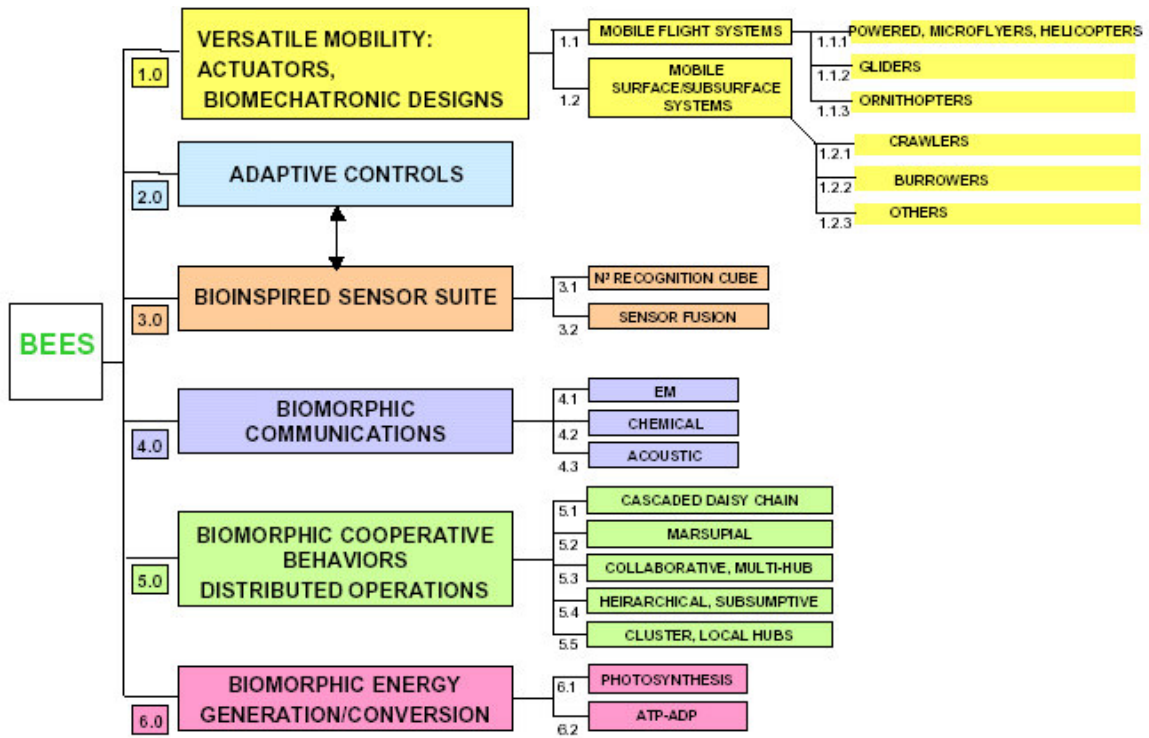 BEES
1.0
VERSATILE MOBILITY:
ACTUATORS,
BIOMECHATRONIC DESIGNS
1.1
MOBILE FLIGHT SYSTEMS
1.1.1
POWERED, MICROFLYERS, HELICOPTERS
1.1.2
GLIDERS
1.1.3
ORNITHOPTERS
1.2
MOBILE
SURFACE/SUBSURFACE
SYSTEMS
1.2.1
CRAWLERS
1.2.2
BURROWERS
1.2.3
OTHERS
2.0
ADAPTIVE CONTROLS
3.0
BIOINSPIRED SENSOR SUITE
3.1
N³ RECOGNITION CUBE
3.2
SENSOR FUSION
4.0
BIOMORPHIC
COMMUNICATIONS
4.1
EM
4.2
CHEMICAL
4.3
ACOUSTIC
5.0
BIOMORPHIC COOPERATIVE
BEHAVIORS
DISTRIBUTED OPERATIONS
5.1
CASCADED DAISY CHAIN
5.2
MARSUPIAL
5.3
COLLABORATIVE, MULTI-HUB
5.4
HEIRARCHICAL, SUBSUMPTIVE
5.5
CLUSTER, LOCAL HUBS
6.0
BIOMORPHIC ENERGY
GENERATION/CONVERSION
6.1
PHOTOSYNTHESIS
6.2
ATP-ADP